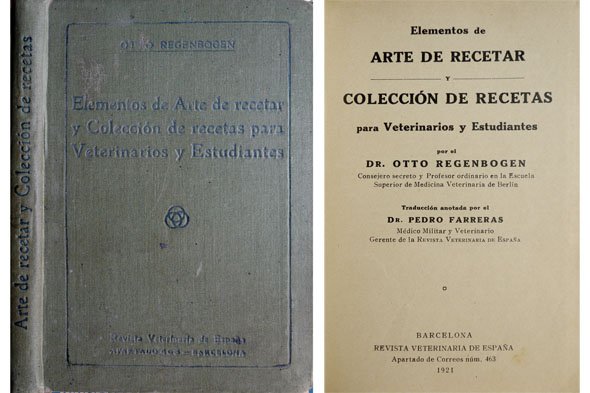 Arte de recetar y Colección de recetas
OTTO REGENBOGEN
Elementos de Arte de recetar
y Colección de recetas para
Veterinarios y Estudiantes
Revista Veterinaria de España
APARTADO 463 - BARCELONA
Elementos de
ARTE DE RECETAR
Y
COLECCIÓN DE RECETAS
para Veterinarios y Estudiantes
por el
DR. OTTO REGENBOGEN
Consejero secreto y Profesor ordinario en la Escuela
Superior de Medicina Veterinaria de Berlín
Traducción anotada por el
DR. PEDRO FARRERAS
Médico Militar y Veterinario
Gerente de la REVISTA VETERINARIA DE ESPAÑA
BARCELONA
REVISTA VETERINARIA DE ESPAÑA
Apartado de Correos núm. 463
1921